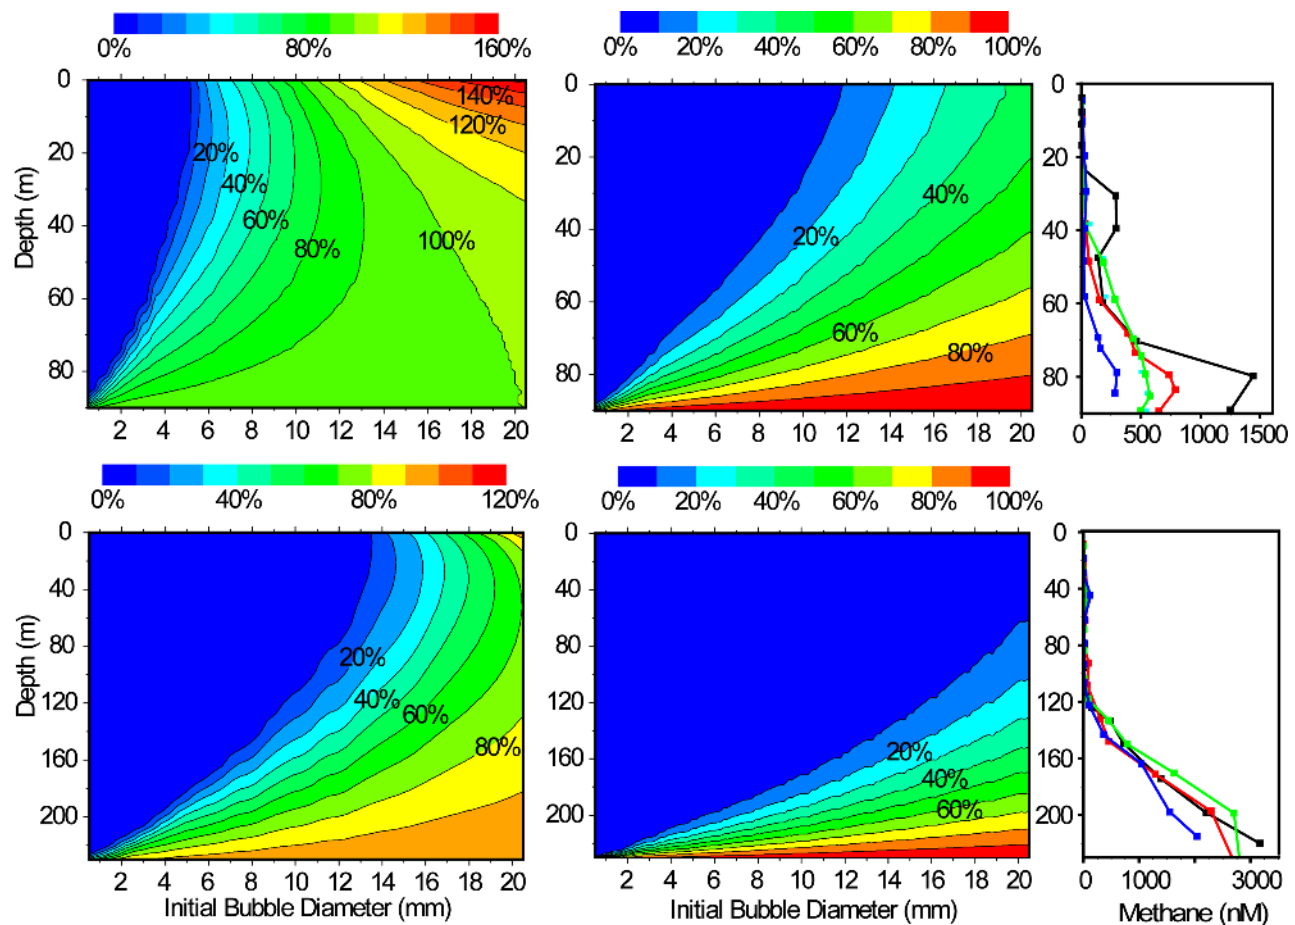 0% 80% 160%
0% 20% 40% 60% 80% 100%
0 20 40 60 80
Depth (m)
140%
120%
20%
40%
60%
80%
100%
2 4 6 8 10 12 14 16 18 20
0 20 40 60 80
40%
20%
60%
80%
2 4 6 8 10 12 14 16 18 20
0 20 40 60 80
0 500 1000 1500
0% 40% 80% 120%
0% 20% 40% 60% 80% 100%
0 40 80 120 160 200
Depth (m)
20%
40%
60%
80%
2 4 6 8 10 12 14 16 18 20
Initial Bubble Diameter (mm)
0 40 80 120 160 200
20%
40%
60%
2 4 6 8 10 12 14 16 18 20
Initial Bubble Diameter (mm)
0 40 80 120 160 200
0 1000 3000
Methane (nM)